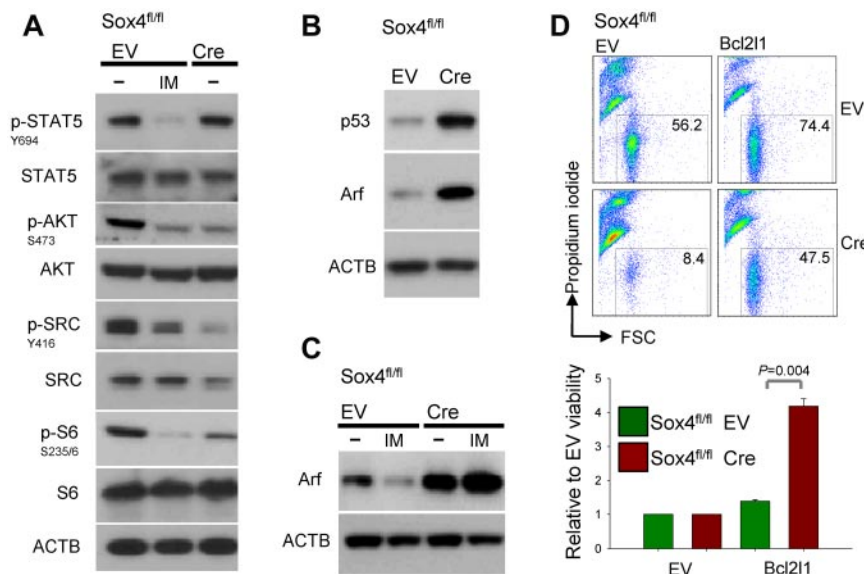 A
Sox4fl/fl
EV Cre
– IM –
p-STAT5
Y694
STAT5
p-AKT
S473
AKT
p-SRC
Y416
SRC
p-S6
S235/6
S6
ACTB
B
Sox4fl/fl
EV Cre
p53
Arf
ACTB
C
Sox4fl/fl
EV Cre
– IM – IM
Arf
ACTB
D
Sox4fl/fl
EV Bcl2l1
56.2 74.4 EV
8.4 47.5 Cre
Propidium iodide
FSC
P=0.004
Relative to EV viability
5
4
3
2
1
0
Sox4fl/fl EV
Sox4fl/fl Cre
EV Bcl2l1